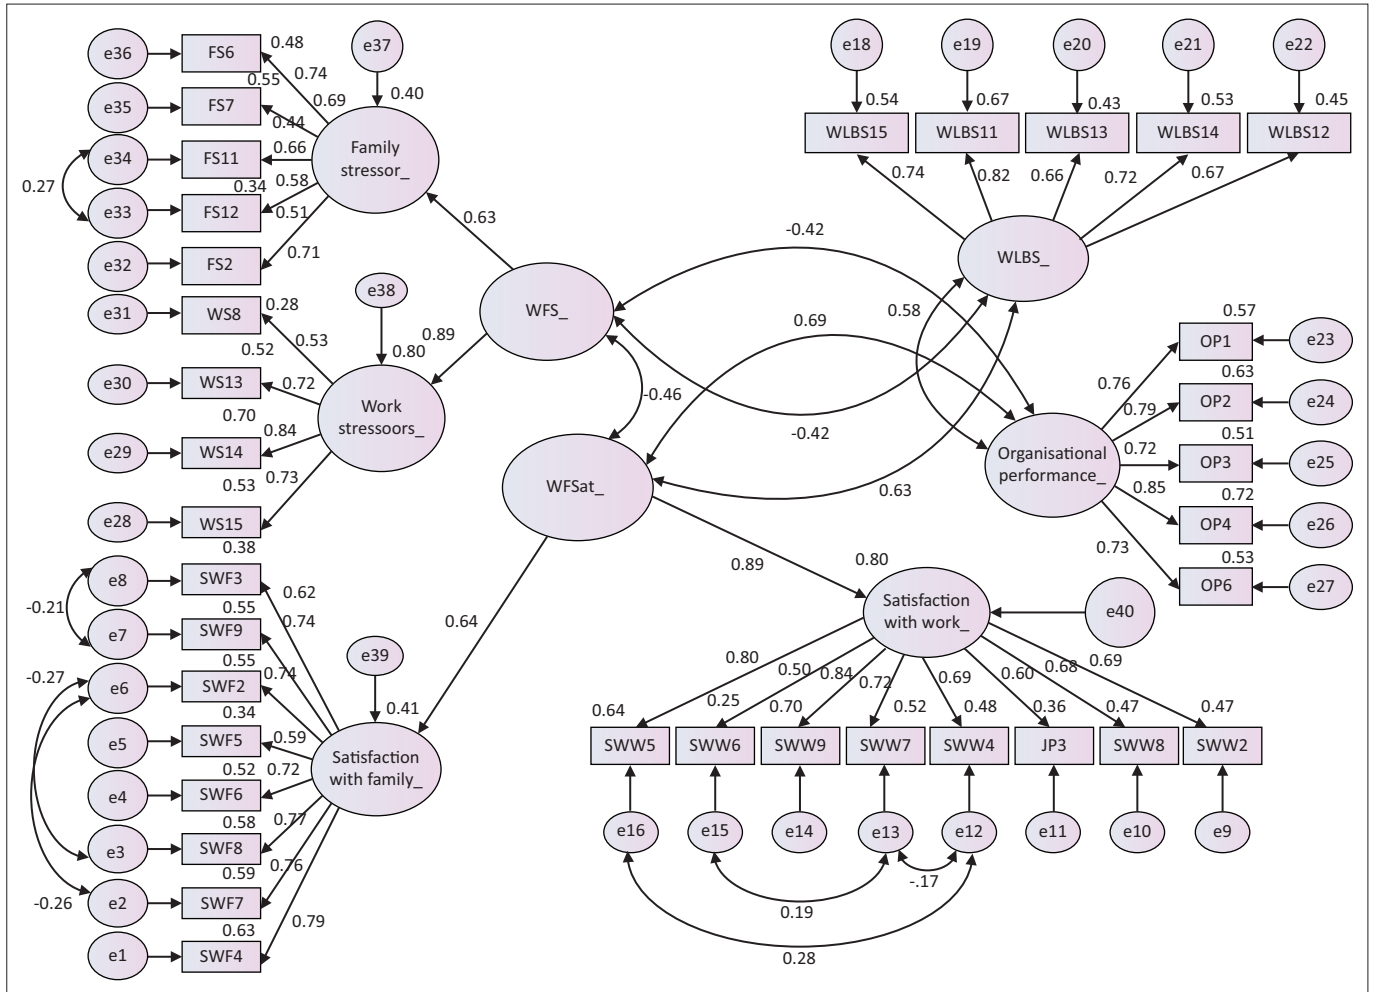 e36
FS6
0.48
e37
0.74
0.55
e35
FS7
0.69
0.40
0.44
e34
FS11
0.66
Family
stressor_
0.27
0.34
0.58
e33
FS12
0.51
e32
FS2
0.71
0.63
e31
WS8
0.28
e38
0.53
0.52
0.89
0.80
e30
WS13
0.72
0.70
Work
stressoors_
0.84
e29
WS14
0.53
0.73
e28
WS15
0.38
WFS_
-0.46
WFSat_
-0.42
0.69
-0.42
0.63
0.58
e18
e19
e20
e21
e22
0.54
0.67
0.43
0.53
0.45
WLBS15
WLBS11
WLBS13
WLBS14
WLBS12
0.74
0.82
0.66
0.72
0.67
WLBS_
0.57
OP1
e23
0.63
0.76
OP2
e24
0.79
0.51
Organisational
performance_
0.72
OP3
e25
0.85
0.72
OP4
e26
0.73
0.53
OP6
e27
e8
SWF3
0.62
-0.21
0.55
0.74
e7
SWF9
0.55
-0.27
0.74
e6
SWF2
0.34
e39
0.64
0.41
e5
SWF5
0.59
0.52
0.72
Satisfaction
with family_
e4
SWF6
0.58
0.77
e3
SWF8
0.59
0.76
-0.26
e2
SWF7
0.63
0.79
e1
SWF4
0.89
0.80
Satisfaction
with work_
e40
0.80
0.50
0.84
0.72
0.69
0.60
0.68
0.69
0.64
0.25
0.70
0.52
0.48
0.36
0.47
0.47
SWW5
SWW6
SWW9
SWW7
SWW4
JP3
SWW8
SWW2
e16
e15
e14
e13
e12
e11
e10
e9
-.17
0.19
0.28